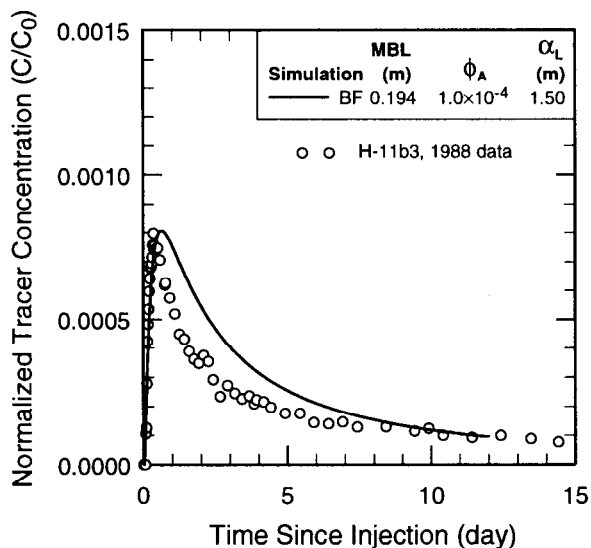 0.0015
0.0010
0.0005
0.0000
Normalized Tracer Concentration (C/C₀)
MBL α_L
Simulation (m) ϕ_A (m)
BF 0.194 1.0×10⁻⁴ 1.50
H-11b3, 1988 data
0 5 10 15
Time Since Injection (day)